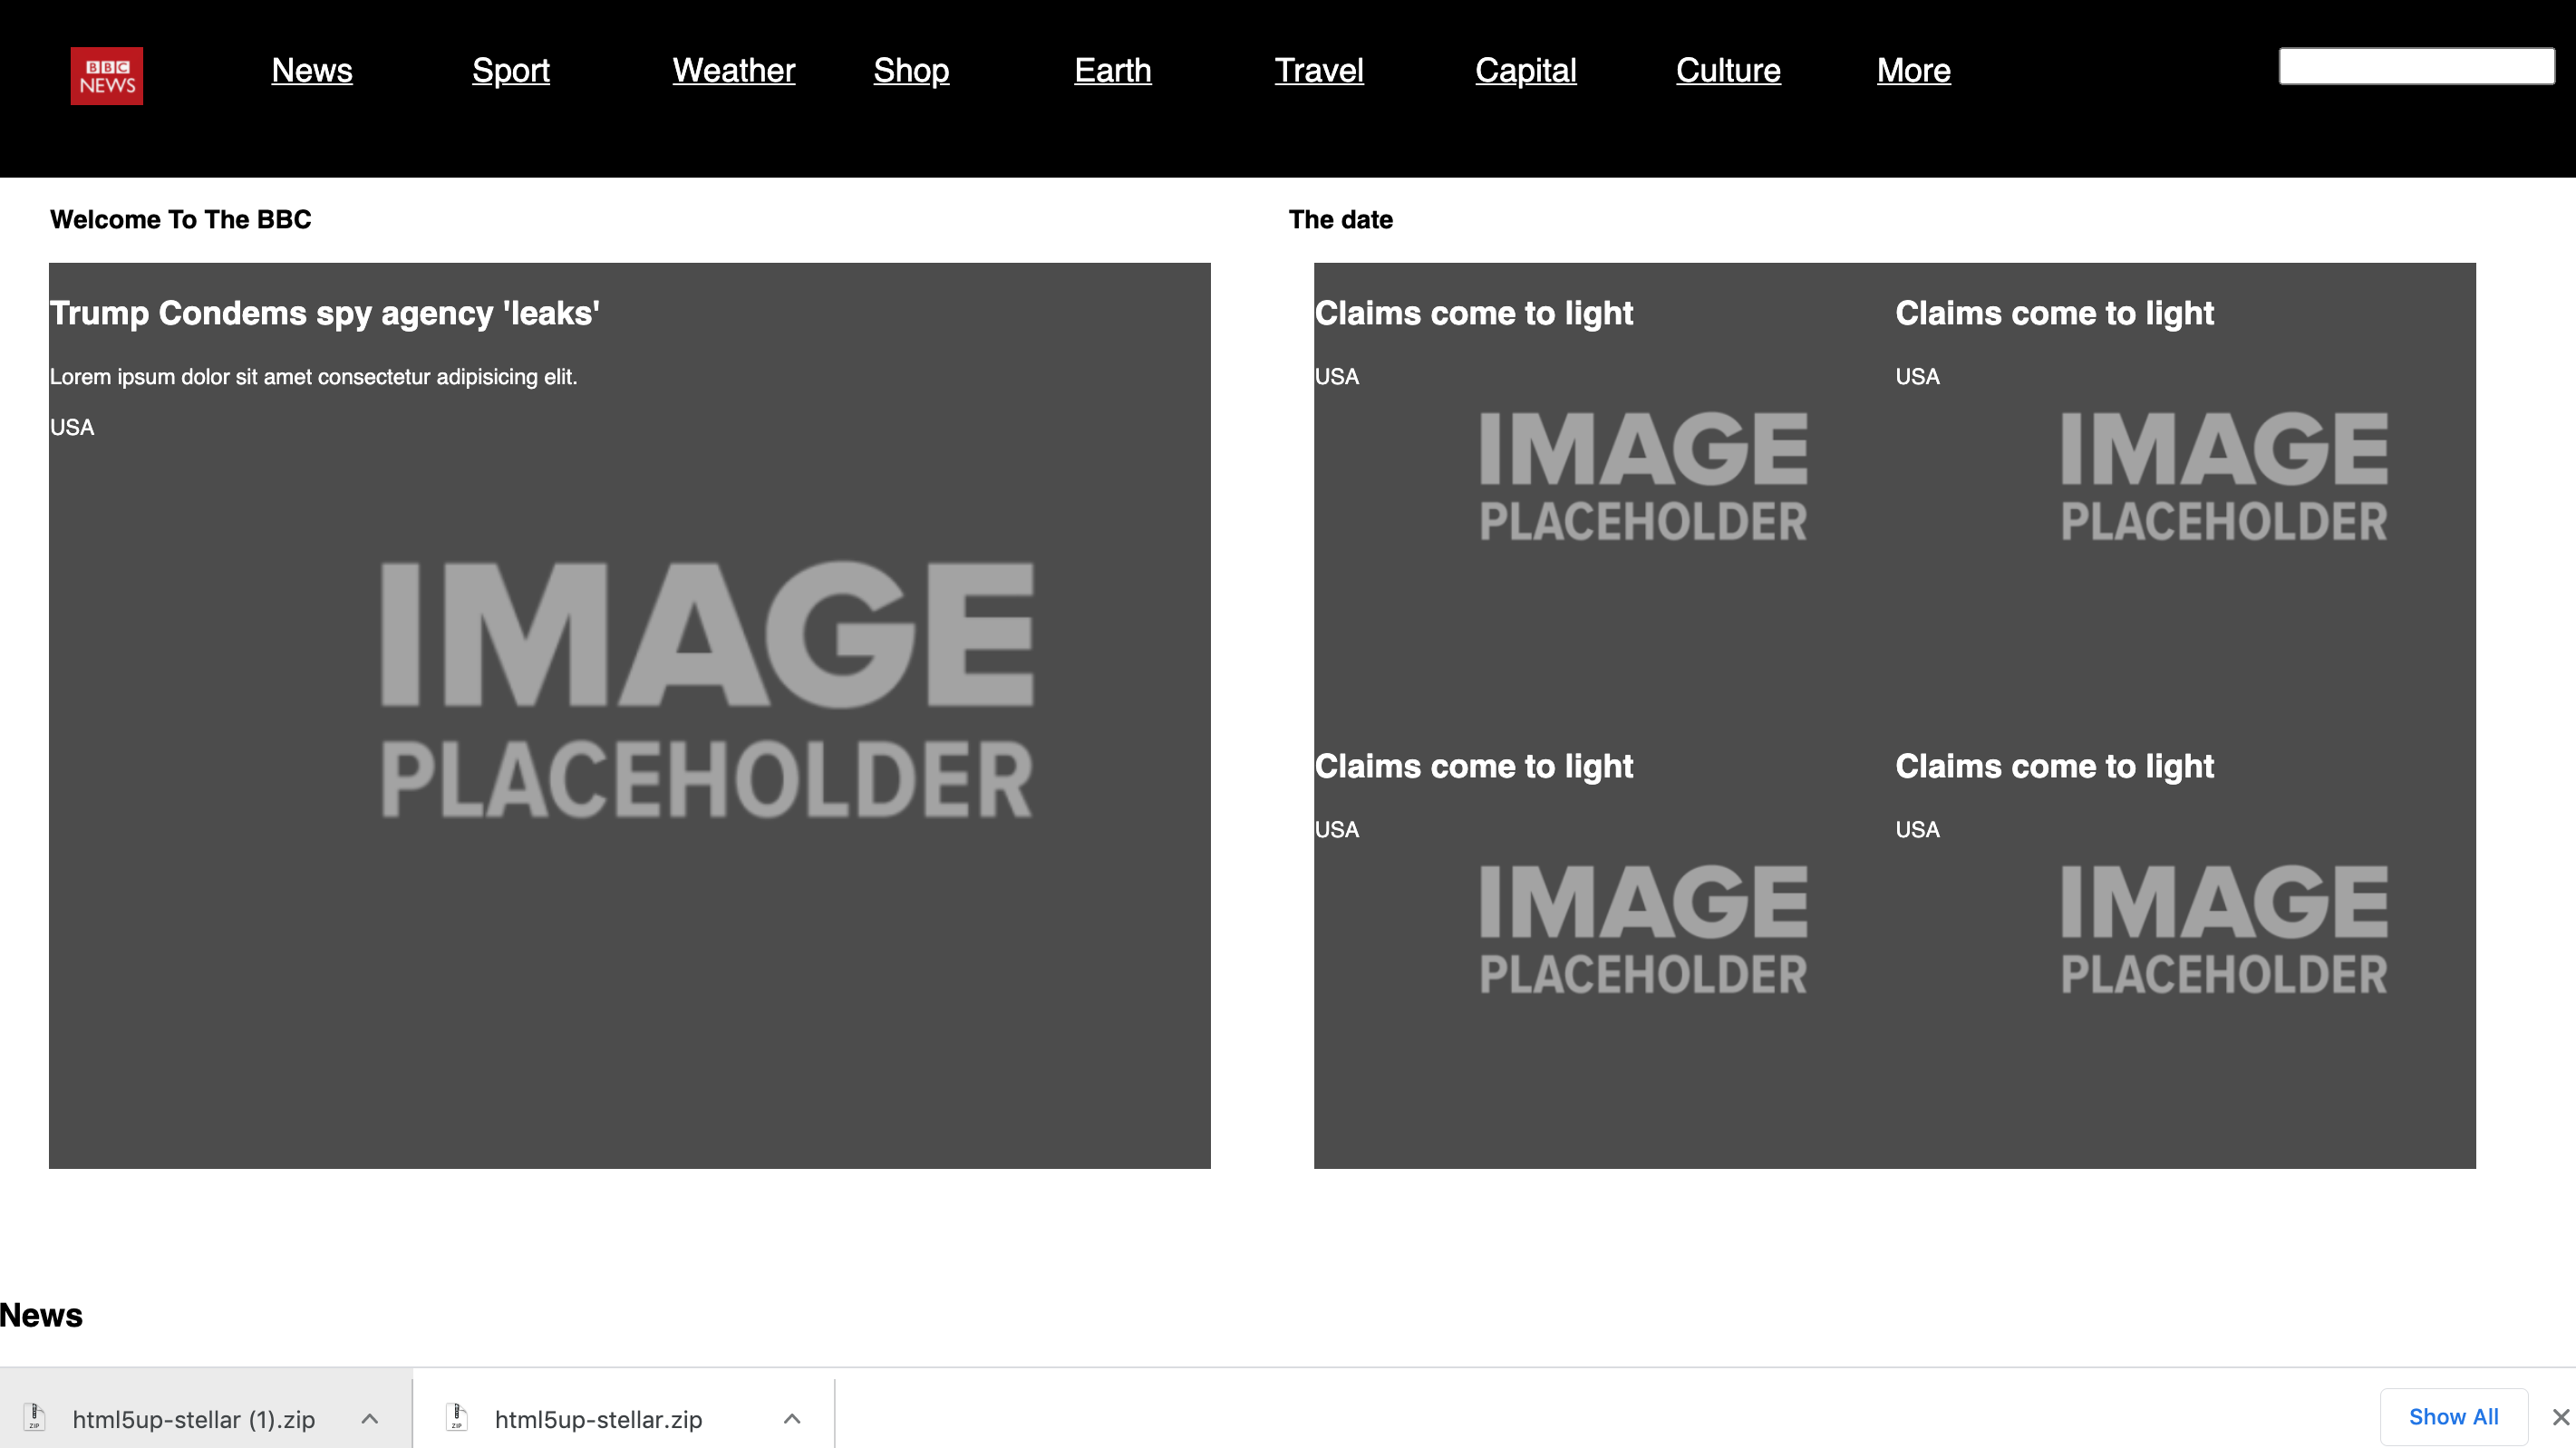 BBC
NEWS
News Sport Weather Shop Earth Travel Capital Culture More
Welcome To The BBC
The date
Trump Condems spy agency 'leaks'
Lorem ipsum dolor sit amet consectetur adipisicing elit.
USA
IMAGE
PLACEHOLDER
Claims come to light
USA
IMAGE
PLACEHOLDER
Claims come to light
USA
IMAGE
PLACEHOLDER
Claims come to light
USA
IMAGE
PLACEHOLDER
Claims come to light
USA
IMAGE
PLACEHOLDER
News
ZIP
html5up-stellar (1).zip
ZIP
html5up-stellar.zip
Show All